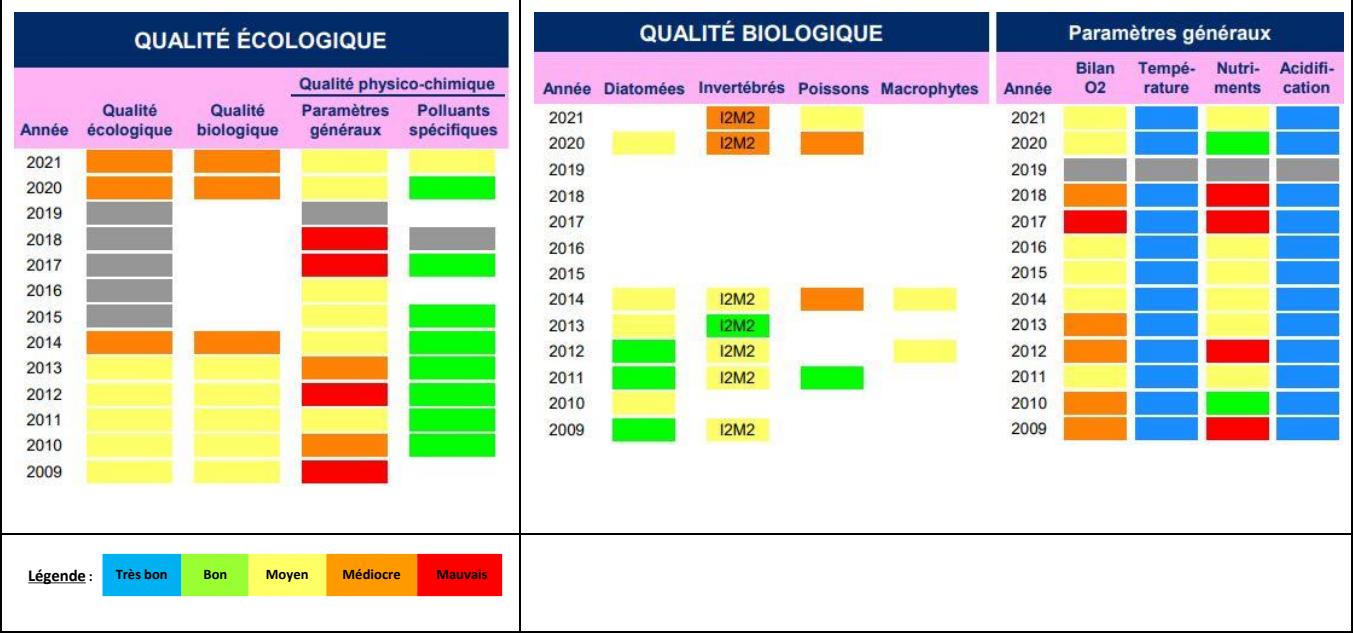 QUALITÉ ÉCOLOGIQUE
Qualité physico-chimique
Année Qualité écologique Qualité biologique Paramètres généraux Polluants spécifiques
2021
2020
2019
2018
2017
2016
2015
2014
2013
2012
2011
2010
2009
QUALITÉ BIOLOGIQUE
Année Diatomées Invertébrés Poissons Macrophytes
2021 I2M2
2020 I2M2
2019
2018
2017
2016
2015
2014 I2M2
2013 I2M2
2012 I2M2
2011 I2M2
2010
2009 I2M2
Paramètres généraux
Année Bilan O2 Tempé-rature Nutri-ments Acidifi-cation
2021
2020
2019
2018
2017
2016
2015
2014
2013
2012
2011
2010
2009
Légende : Très bon Bon Moyen Médiocre Mauvais